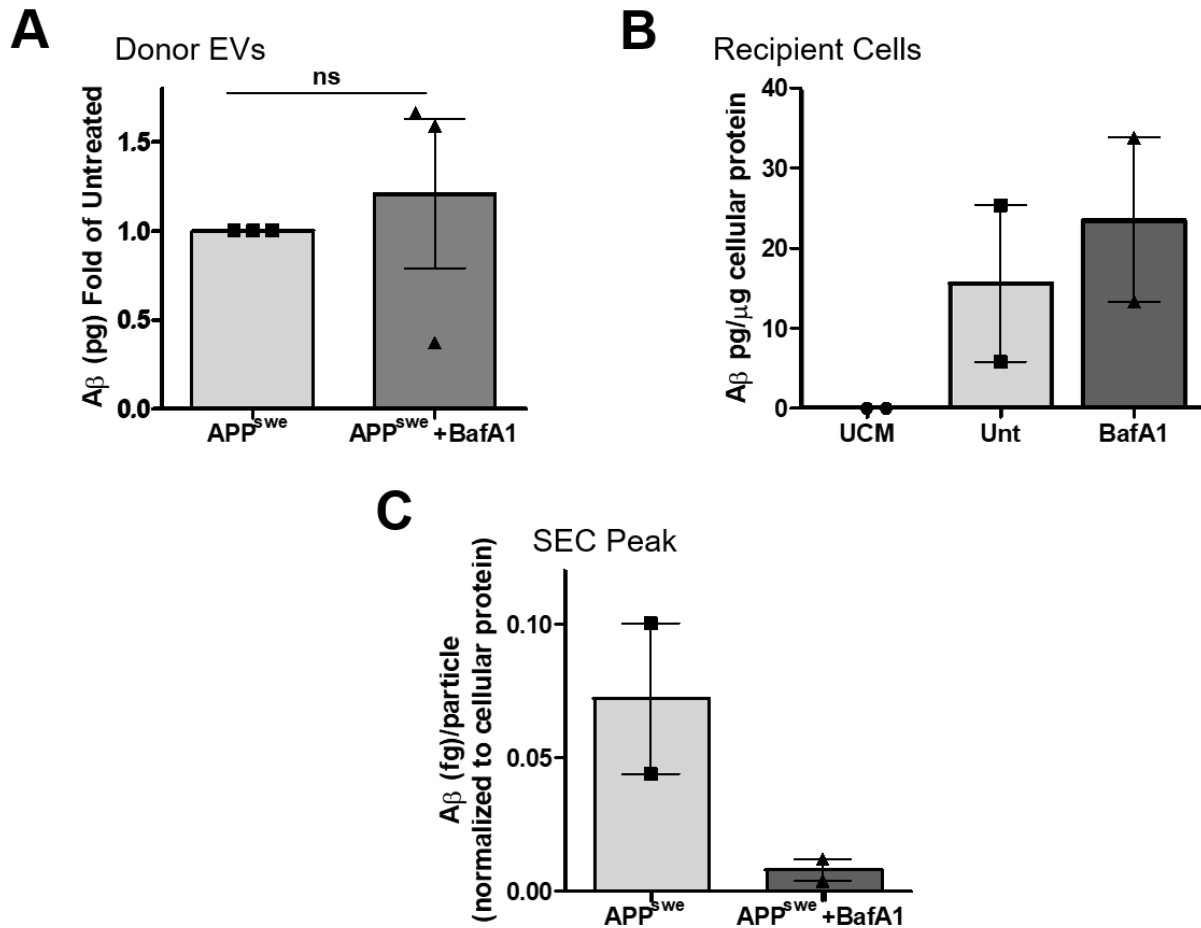 A
Donor EVs
ns
Aβ (pg) Fold of Untreated
1.5
1.0
0.5
0.0
APPswe
APPswe +BafA1
B
Recipient Cells
Aβ pg/μg cellular protein
40
30
20
10
0
UCM
Unt
BafA1
C
SEC Peak
Aβ (fg)/particle
(normalized to cellular protein)
0.10
0.05
0.00
APPswe
APPswe +BafA1